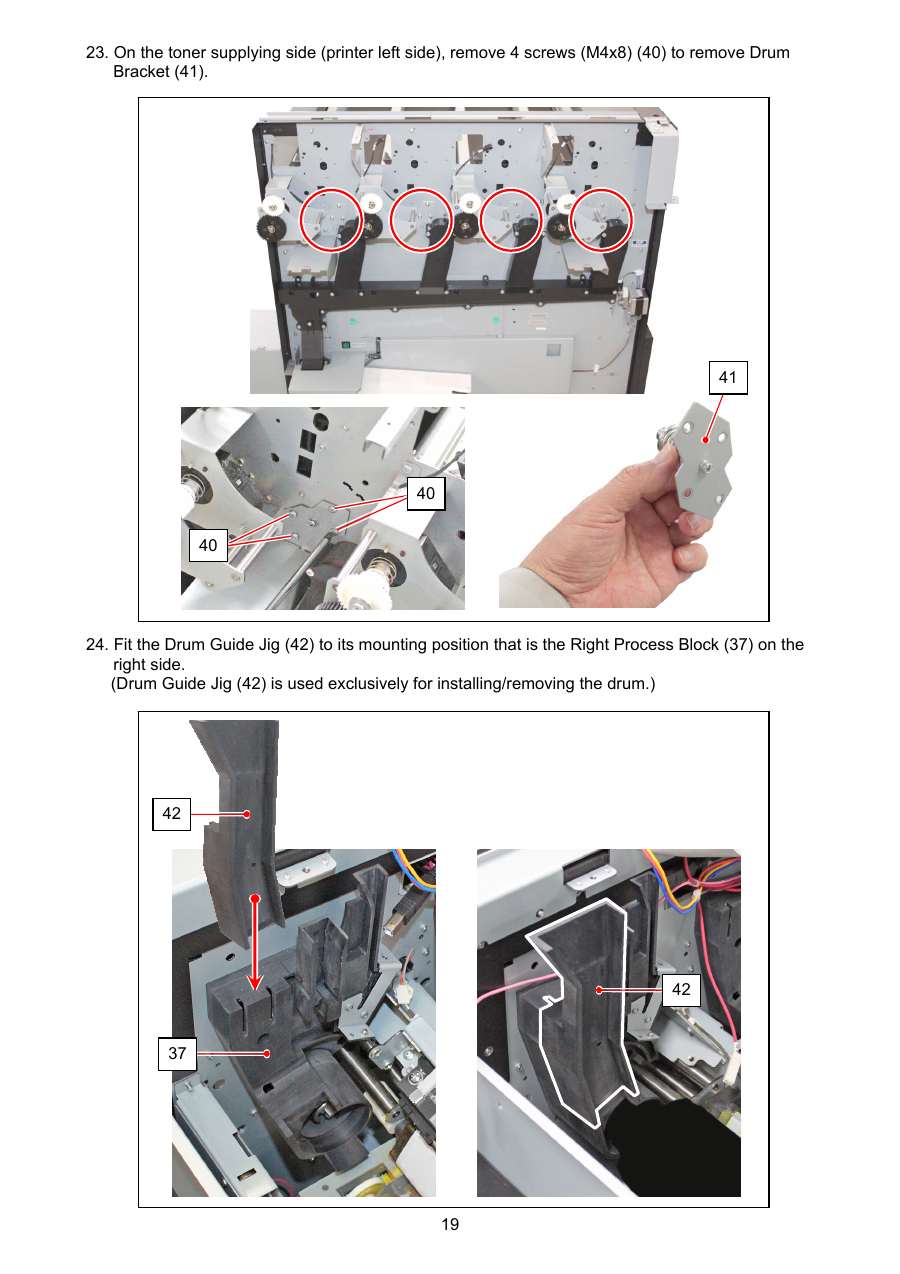 23. On the toner supplying side (printer left side), remove 4 screws (M4x8) (40) to remove Drum
Bracket (41).
41
40
40
24. Fit the Drum Guide Jig (42) to its mounting position that is the Right Process Block (37) on the
right side.
(Drum Guide Jig (42) is used exclusively for installing/removing the drum.)
42
42
37
19